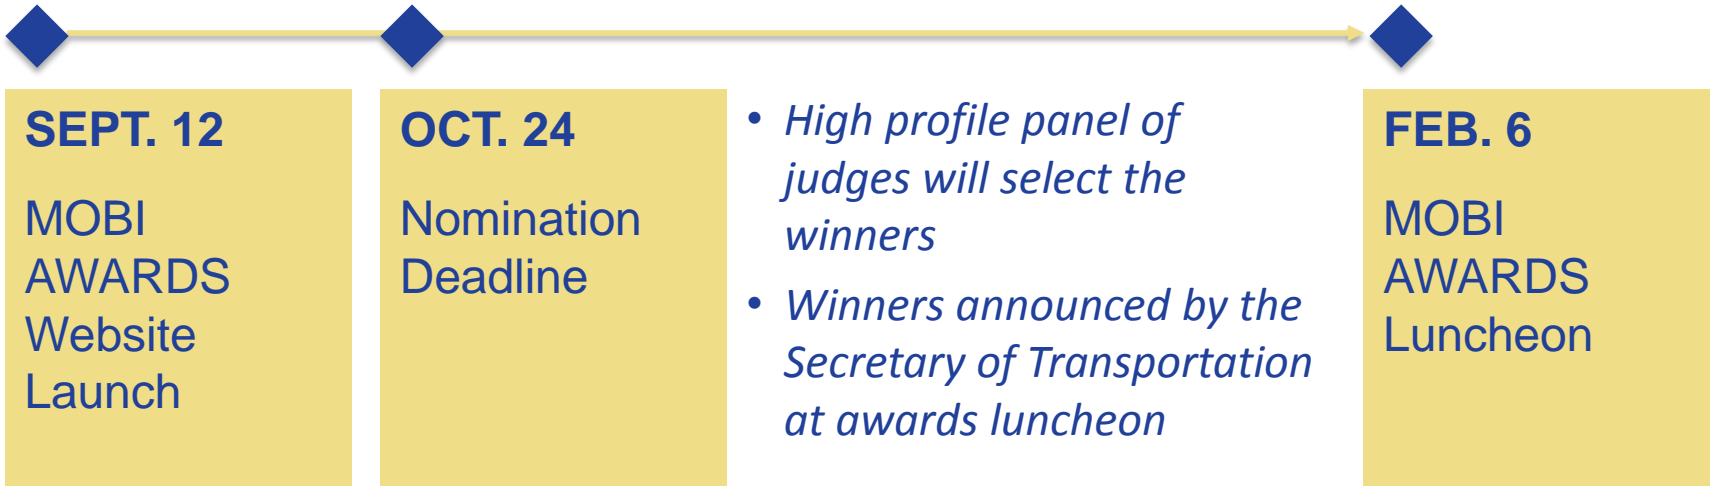 SEPT. 12
MOBI
AWARDS
Website
Launch
OCT. 24
Nomination
Deadline
• High profile panel of
judges will select the
winners
• Winners announced by the
Secretary of Transportation
at awards luncheon
FEB. 6
MOBI
AWARDS
Luncheon